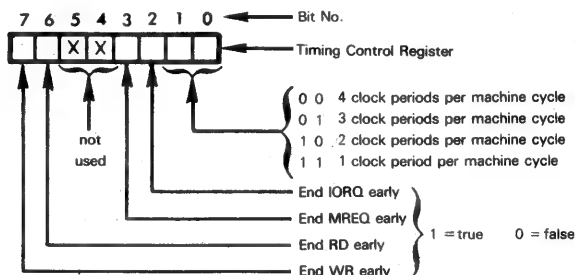 7 6 5 4 3 2 1 0 Bit No.
X X Timing Control Register
not
used
0 0 4 clock periods per machine cycle
0 1 3 clock periods per machine cycle
1 0 2 clock periods per machine cycle
1 1 1 clock period per machine cycle
End IORQ early
End MREQ early
1 = true 0 = false
End RD early
End WR early